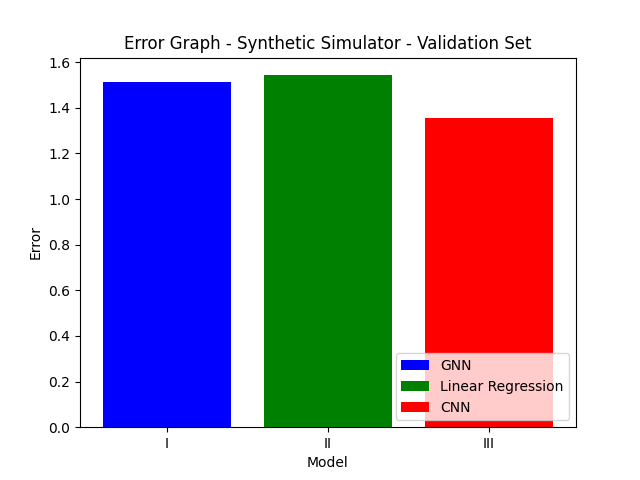 Error Graph - Synthetic Simulator - Validation Set
1.6
1.4
1.2
1.0
0.8
0.6
0.4
0.2
0.0
Error
I
II
III
Model
GNN
Linear Regression
CNN